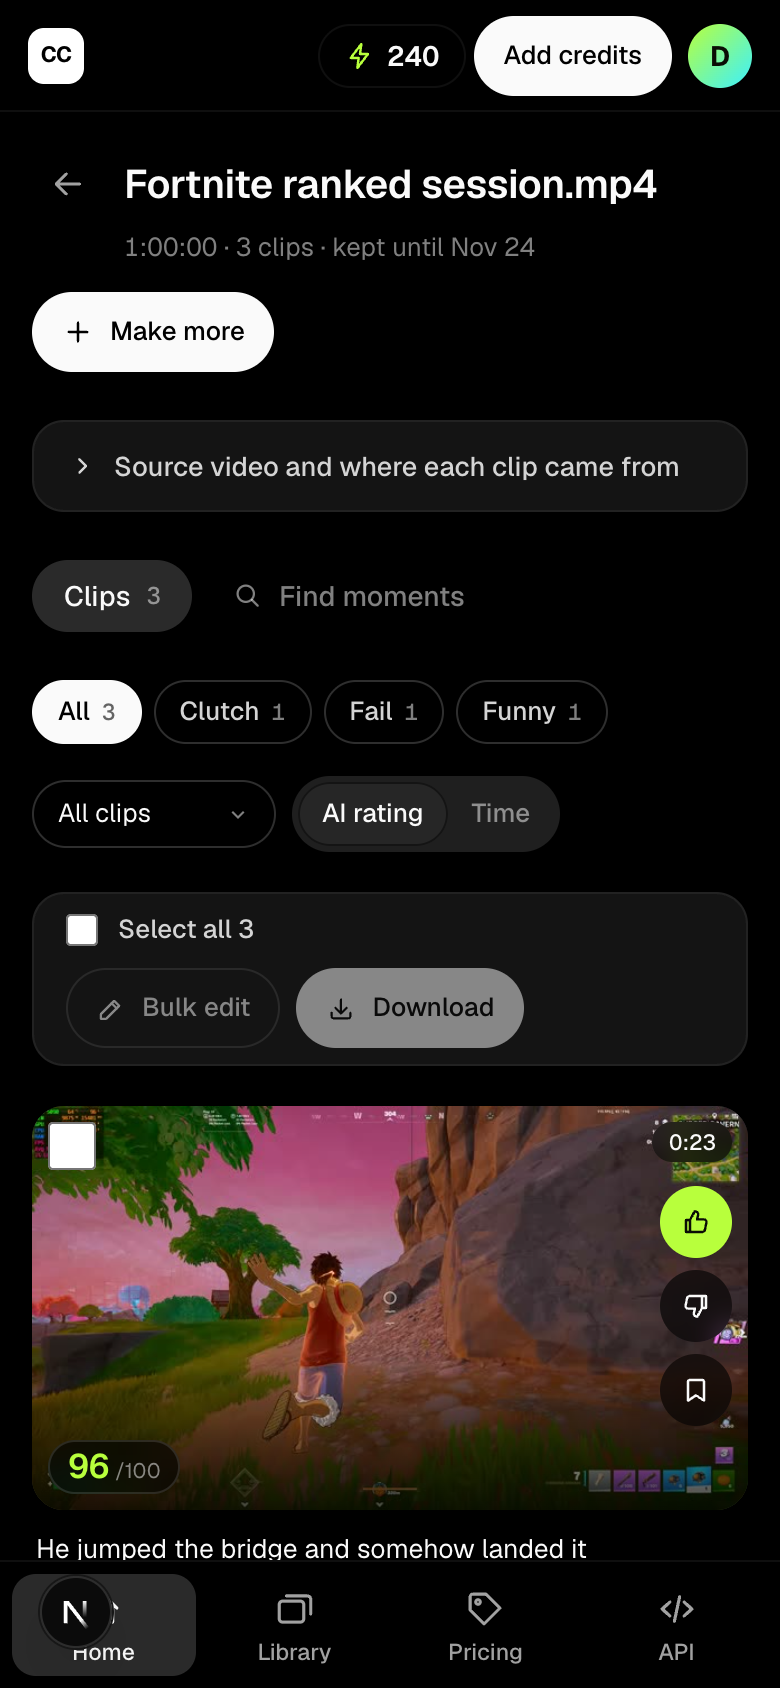 CC
240
Add credits
D
Fortnite ranked session.mp4
1:00:00 · 3 clips · kept until Nov 24
Make more
Source video and where each clip came from
Clips 3
Find moments
All 3
Clutch 1
Fail 1
Funny 1
All clips
AI rating
Time
Select all 3
Bulk edit
Download
W
304
N
0:23
96 /100
7
He jumped the bridge and somehow landed it
N
Home
Library
Pricing
API